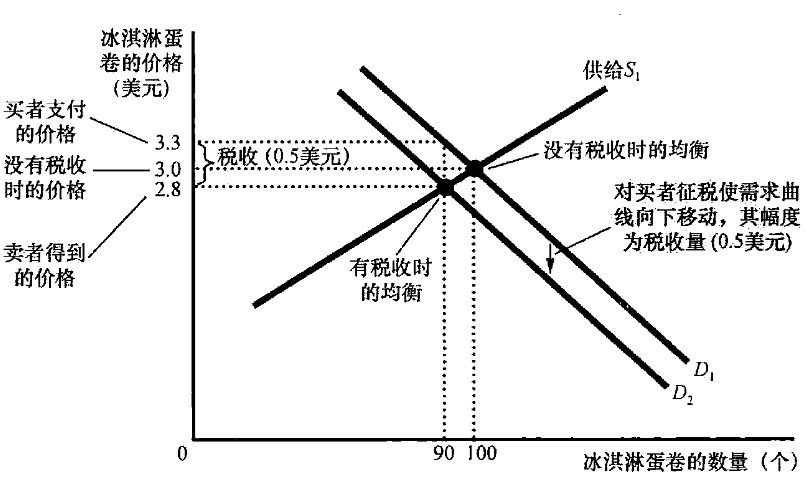 冰淇淋蛋
卷的价格
(美元)
买者支付
的价格
没有税收
时的价格
卖者得到
的价格
3.3
3.0
2.8
税收 (0.5美元)
供给S₁
没有税收时的均衡
对买者征税使需求曲
线向下移动，其幅度
为税收量 (0.5美元)
有税收时
的均衡
D₁
D₂
0
90
100
冰淇淋蛋卷的数量（个）